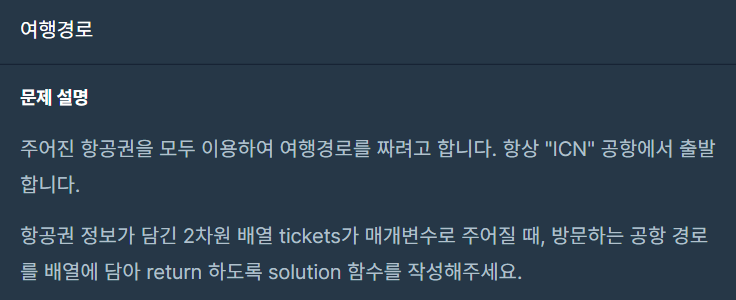 여행경로
문제 설명
주어진 항공권을 모두 이용하여 여행경로를 짜려고 합니다. 항상 "ICN" 공항에서 출발
합니다.
항공권 정보가 담긴 2차원 배열 tickets가 매개변수로 주어질 때, 방문하는 공항 경로
를 배열에 담아 return 하도록 solution 함수를 작성해주세요.